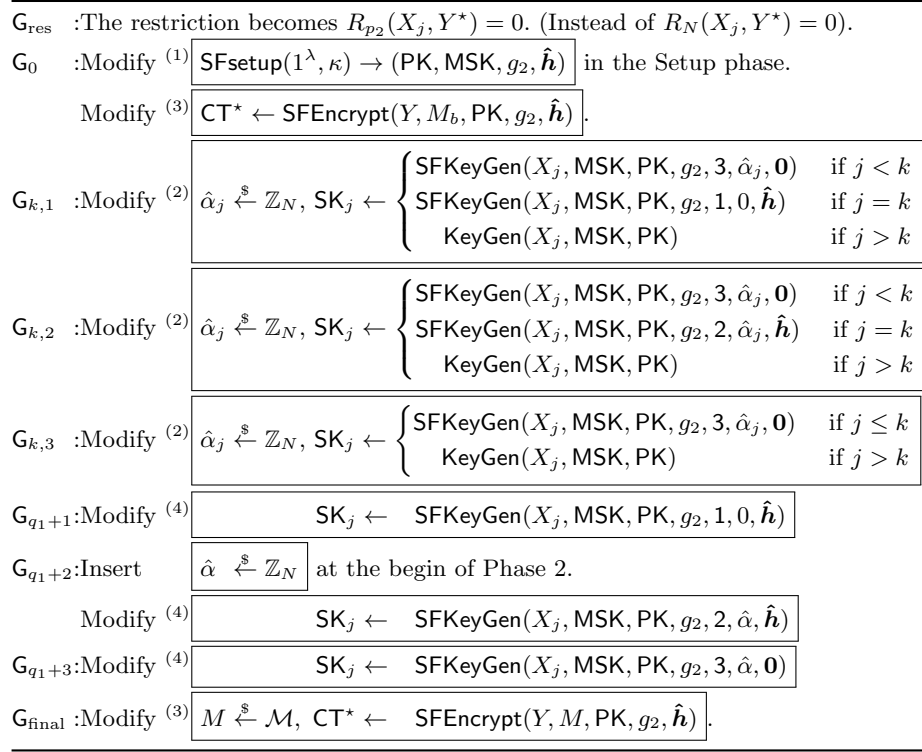 G_res :The restriction becomes R_{p_2}(X_j, Y^⋆) = 0. (Instead of R_N(X_j, Y^⋆) = 0).
G_0 :Modify ^(1) SFsetup(1^λ, κ) → (PK, MSK, g_2, ĥ) in the Setup phase.
Modify ^(3) CT^⋆ ← SFEncrypt(Y, M_b, PK, g_2, ĥ).
SFKeyGen(X_j, MSK, PK, g_2, 3, α̂_j, 0) if j < k
G_{k,1} :Modify ^(2) α̂_j ←^$ Z_N, SK_j ← { SFKeyGen(X_j, MSK, PK, g_2, 1, 0, ĥ) if j = k
KeyGen(X_j, MSK, PK) if j > k
SFKeyGen(X_j, MSK, PK, g_2, 3, α̂_j, 0) if j < k
G_{k,2} :Modify ^(2) α̂_j ←^$ Z_N, SK_j ← { SFKeyGen(X_j, MSK, PK, g_2, 2, α̂_j, ĥ) if j = k
KeyGen(X_j, MSK, PK) if j > k
G_{k,3} :Modify ^(2) α̂_j ←^$ Z_N, SK_j ← { SFKeyGen(X_j, MSK, PK, g_2, 3, α̂_j, 0) if j ≤ k
KeyGen(X_j, MSK, PK) if j > k
G_{q_1+1}:Modify ^(4) SK_j ← SFKeyGen(X_j, MSK, PK, g_2, 1, 0, ĥ)
G_{q_1+2}:Insert α̂ ←^$ Z_N at the begin of Phase 2.
Modify ^(4) SK_j ← SFKeyGen(X_j, MSK, PK, g_2, 2, α̂, ĥ)
G_{q_1+3}:Modify ^(4) SK_j ← SFKeyGen(X_j, MSK, PK, g_2, 3, α̂, 0)
G_final :Modify ^(3) M ←^$ ℳ, CT^⋆ ← SFEncrypt(Y, M, PK, g_2, ĥ).